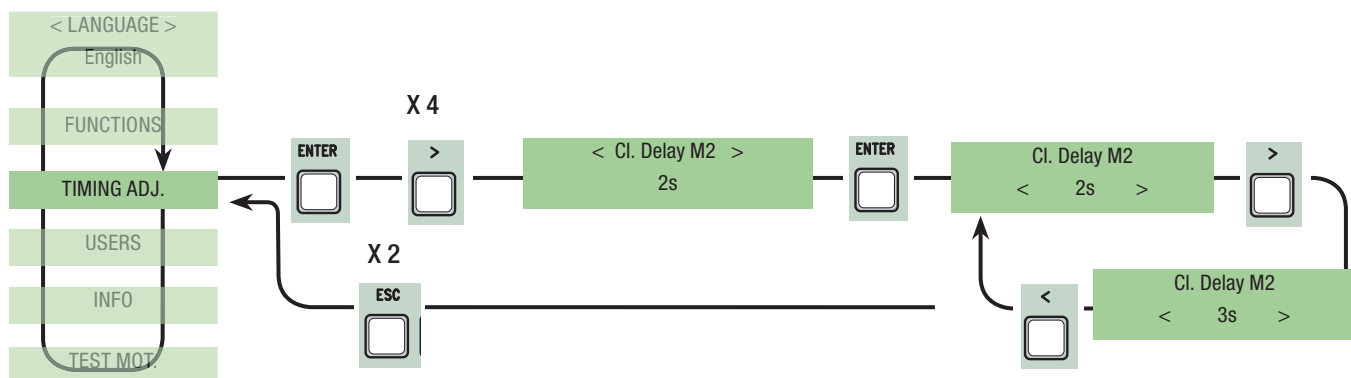 < LANGUAGE >
English
FUNCTIONS
TIMING ADJ.
USERS
INFO
TEST MOT.
ENTER
X 4
>
< Cl. Delay M2 >
2s
ENTER
Cl. Delay M2
< 2s >
>
X 2
ESC
<
Cl. Delay M2
< 3s >